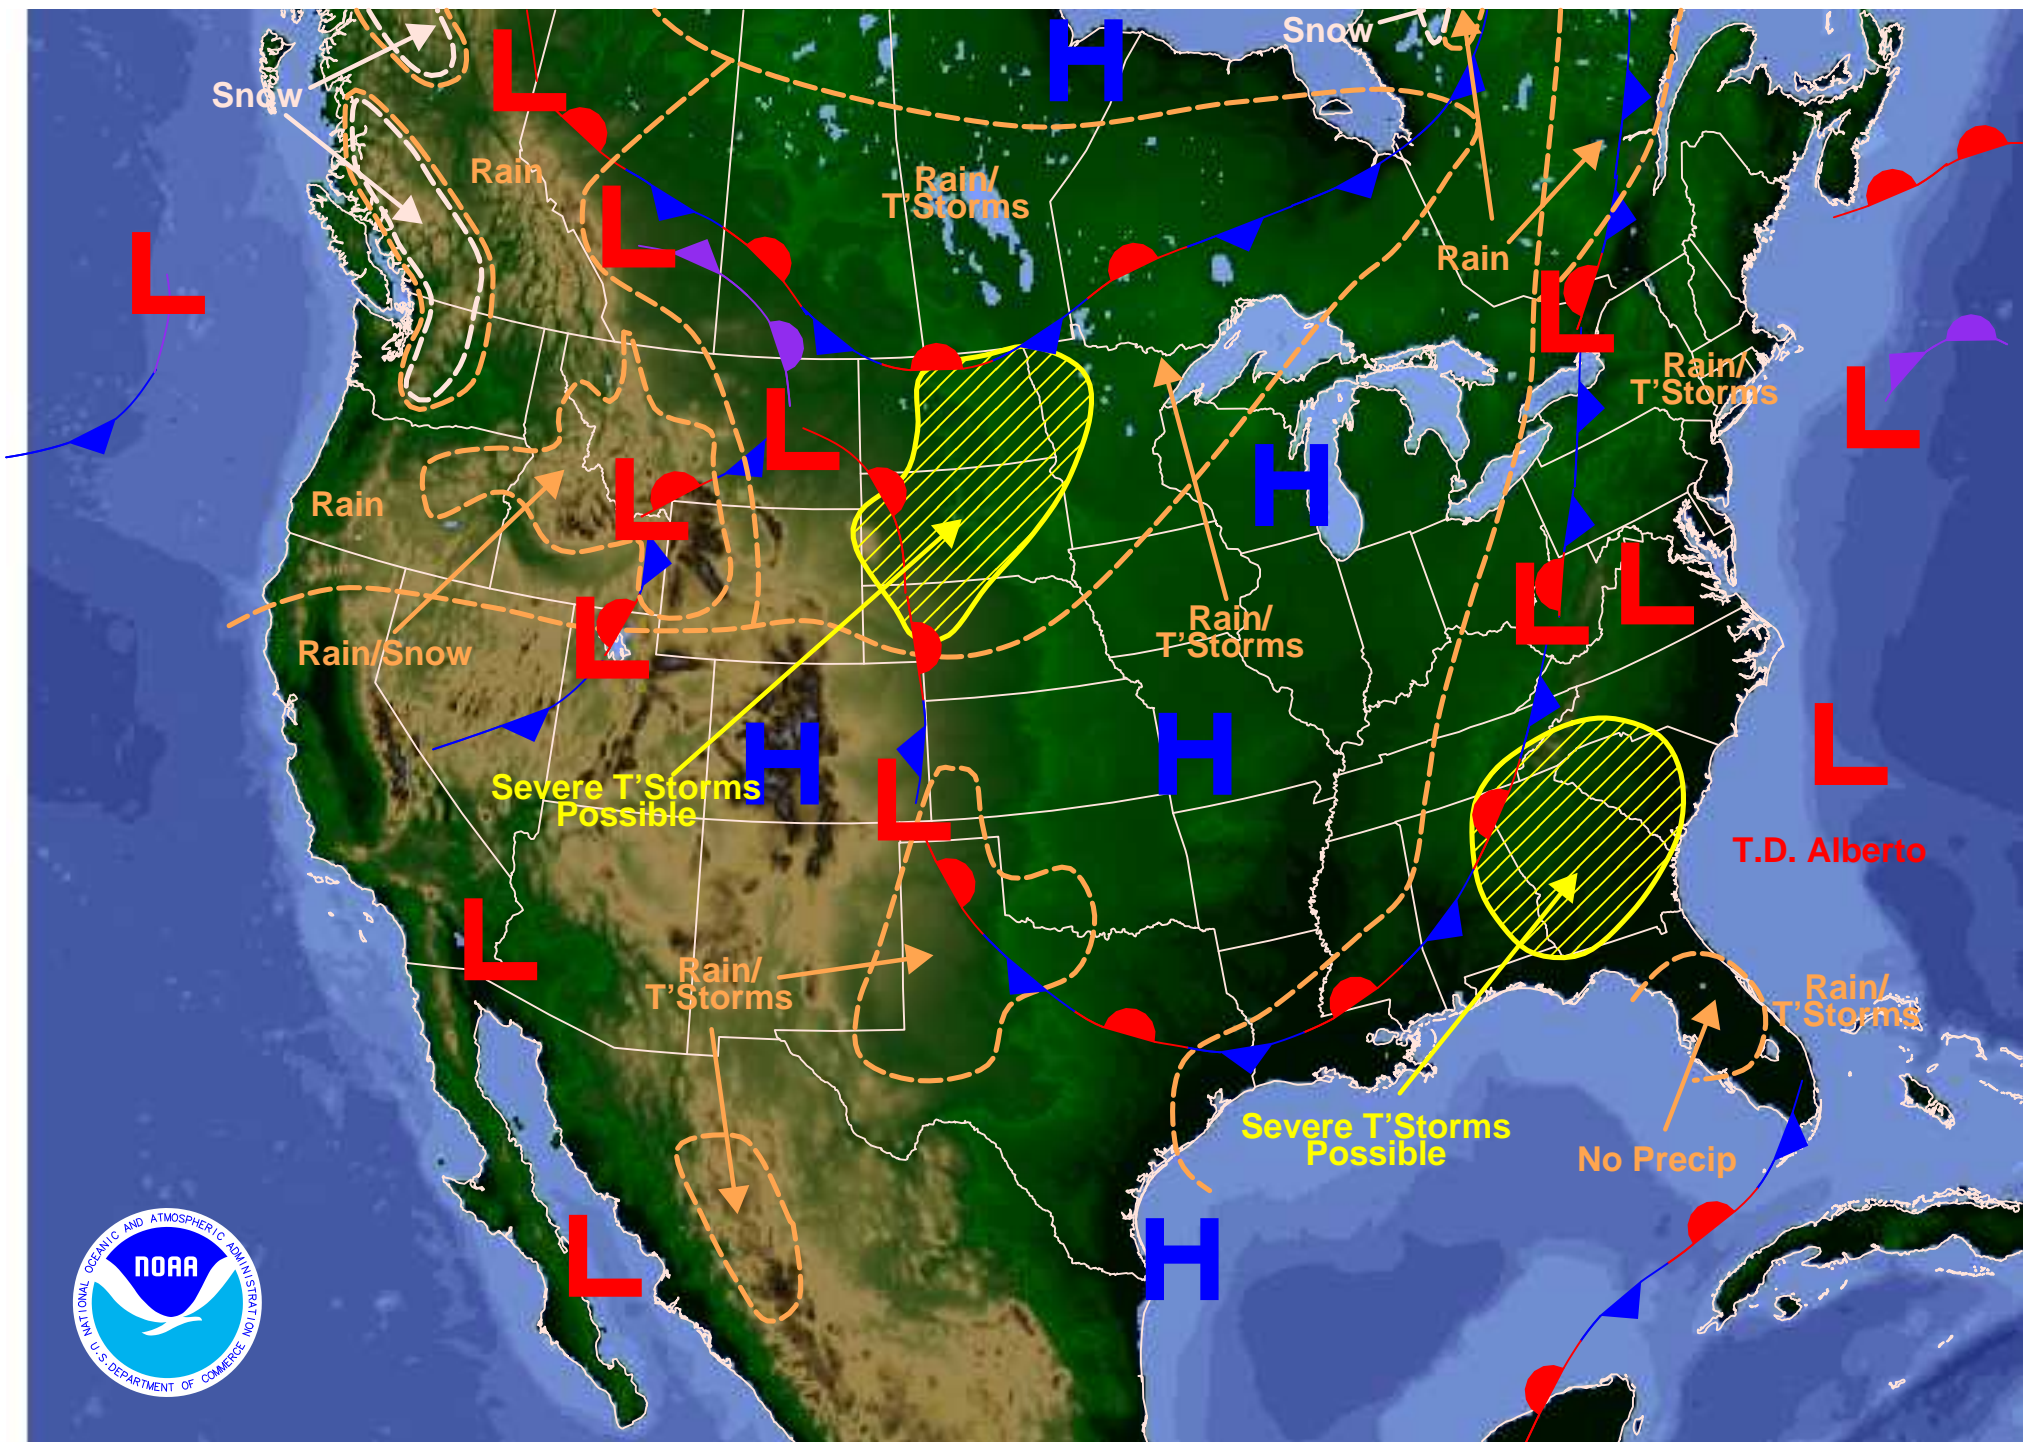 Snow
H
Snow
L
Rain
Rain/
T'Storms
L
L
Rain
L
Rain/
T'Storms
L
L
H
L
Rain
L
L
L
Rain/Snow
Rain/
T'Storms
L
L
H
H
L
Severe T'Storms
Possible
L
T.D. Alberto
L
Rain/
T'Storms
Rain/
T'Storms
Severe T'Storms
Possible
No Precip
L
H
NATIONAL OCEANIC AND ATMOSPHERIC ADMINISTRATION
NOAA
U.S. DEPARTMENT OF COMMERCE